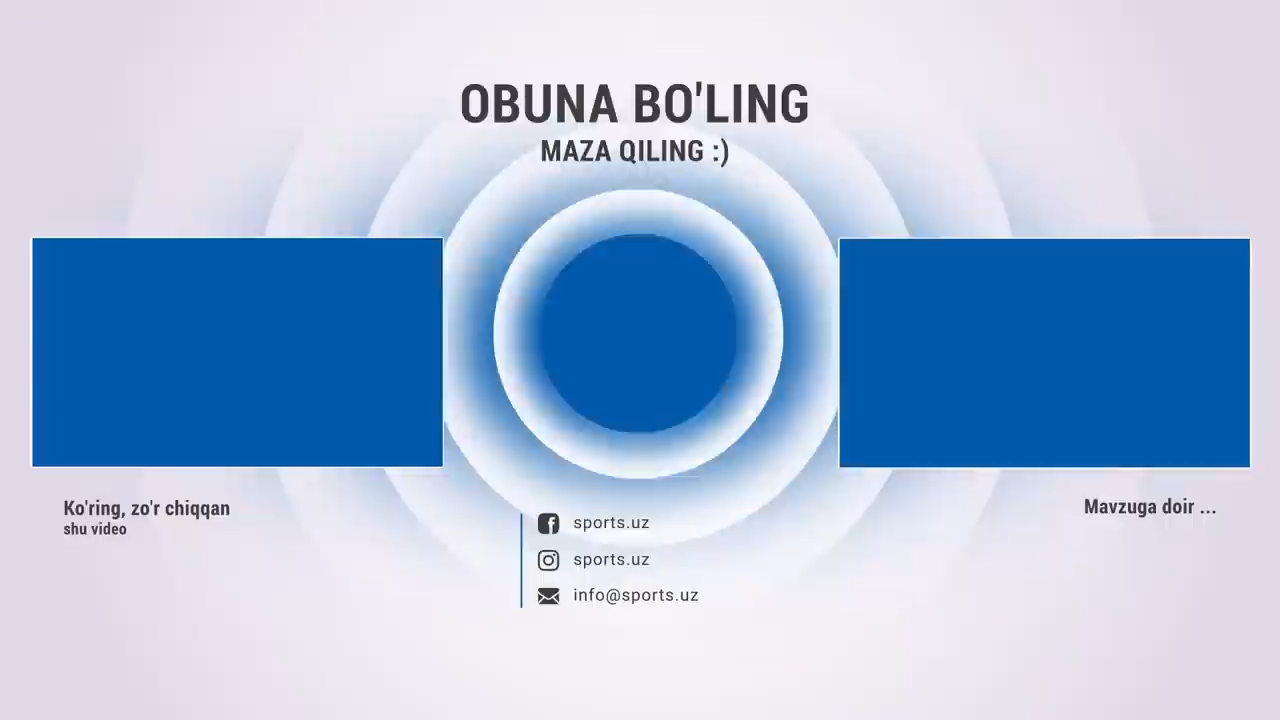 OBUNA BO'LING
MAZA QILING :)
Ko'ring, zo'r chiqqan
shu video
Mavzuga doir ...
sports.uz
sports.uz
info@sports.uz